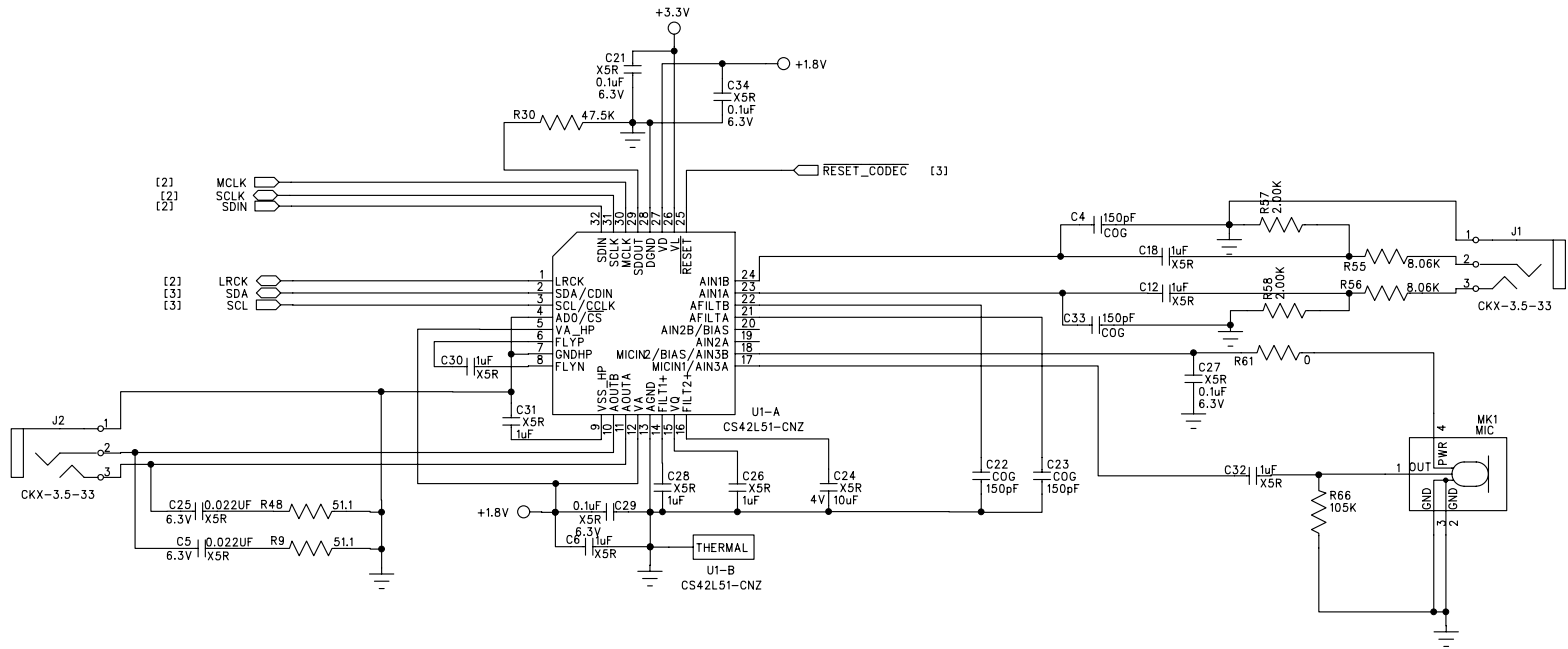 +3.3V
C21
X5R
0.1uF
6.3V
+1.8V
C34
X5R
0.1uF
6.3V
R30 47.5K
RESET_CODEC [3]
[2] MCLK
[2] SCLK
[2] SDIN
32 31 30 29 28 27 26 25
SDIN SCLK MCLK SDOUT DGND VD VL RESET
[2] LRCK
[3] SDA
[3] SCL
1 LRCK
2 SDA/CDIN
3 SCL/CCLK
4 AD0/CS
5 VA_HP
6 FLYP
7 GNDHP
8 FLYN
AIN1B 24
AIN1A 23
AFILTB 22
AFILTA 21
AIN2B/BIAS 20
AIN2A 19
MICIN2/BIAS/AIN3B 18
MICIN1/AIN3A 17
VSS_HP AOUTB AOUTA VA AGND FILT1+ VQ FILT2+
9 10 11 12 13 14 15 16
U1-A
CS42L51-CNZ
C30 1uF
X5R
C31
X5R
1uF
C4 150pF
COG
R57
2.00K
C18 1uF
X5R
R55 8.06K
C12 1uF
X5R
R58
2.00K
R56 8.06K
C33 150pF
COG
J1
1
2
3
CKX-3.5-33
R61 0
C27
X5R
0.1uF
6.3V
MK1
MIC
4
PWR
1 OUT
GND GND
3 2
C32 1uF
X5R
R66
105K
C22
COG
150pF
C23
COG
150pF
C24
X5R
4V 10uF
C26
X5R
1uF
C28
X5R
1uF
+1.8V
0.1uF C29
X5R
6.3V
C6 1uF
X5R
THERMAL
U1-B
CS42L51-CNZ
J2
1
2
3
CKX-3.5-33
C25 0.022UF R48 51.1
6.3V X5R
C5 0.022UF R9 51.1
6.3V X5R